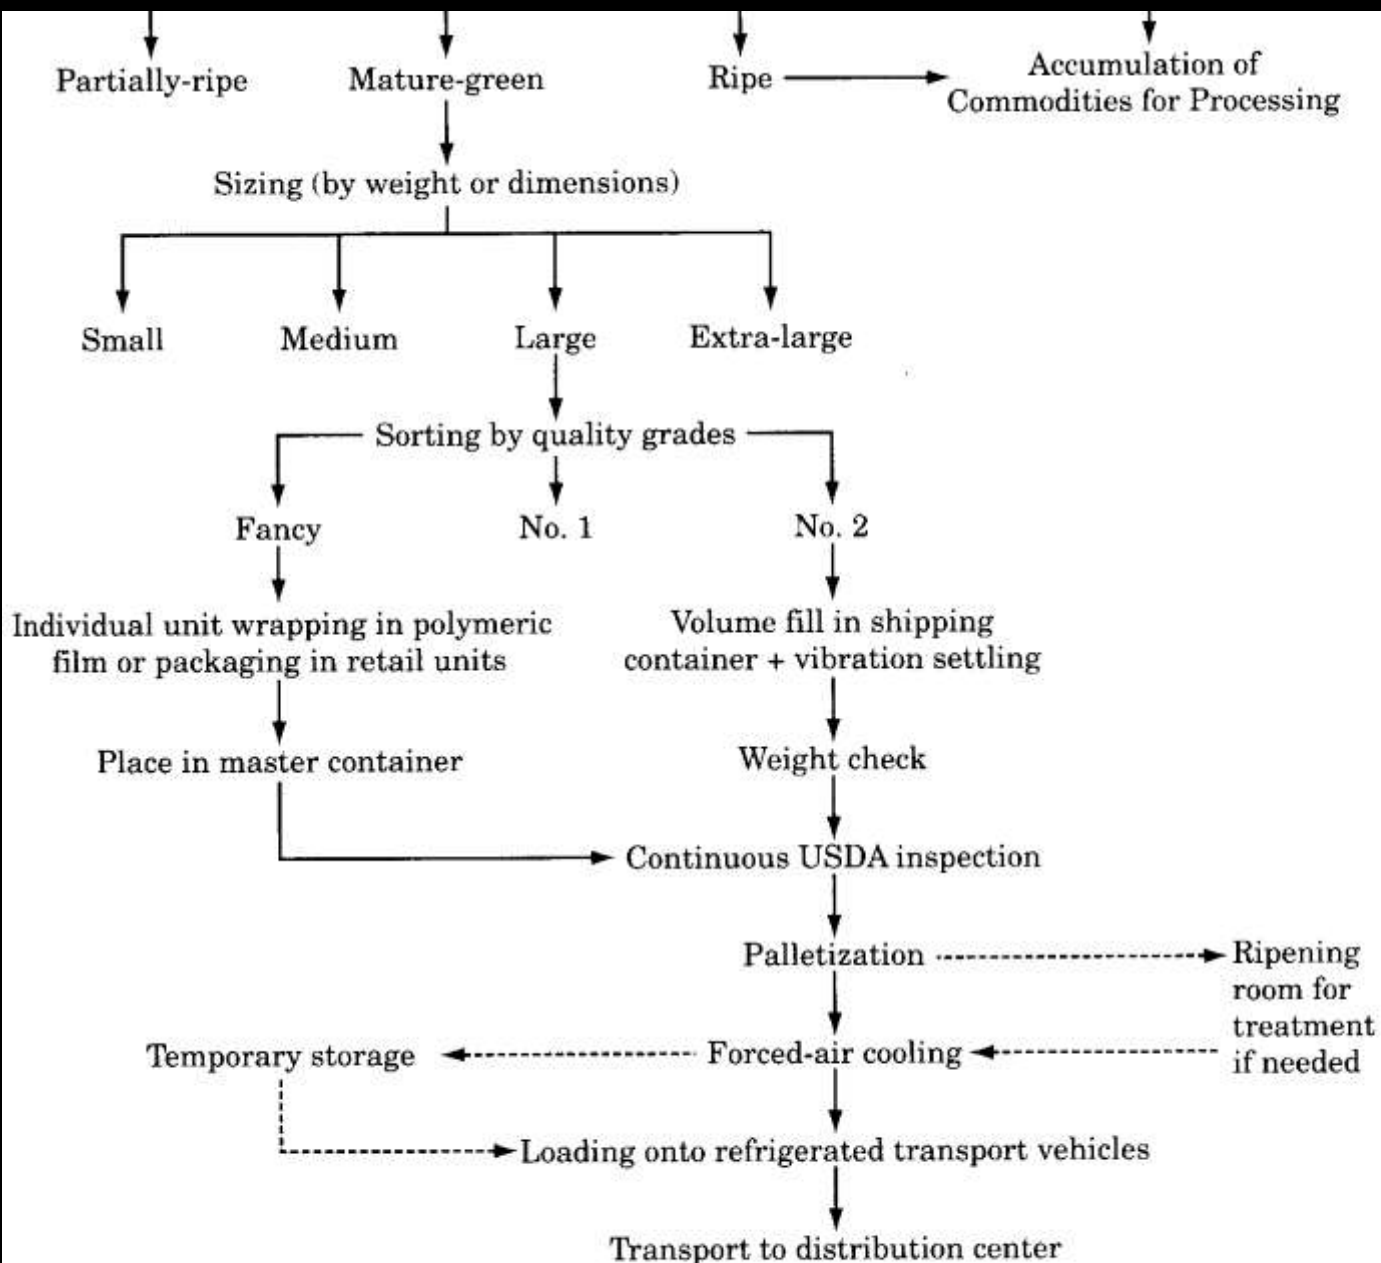 Partially-ripe
Mature-green
Ripe
Accumulation of
Commodities for Processing
Sizing (by weight or dimensions)
Small
Medium
Large
Extra-large
Sorting by quality grades
Fancy
No. 1
No. 2
Individual unit wrapping in polymeric
film or packaging in retail units
Volume fill in shipping
container + vibration settling
Place in master container
Weight check
Continuous USDA inspection
Palletization
Ripening
room for
treatment
if needed
Temporary storage
Forced-air cooling
Loading onto refrigerated transport vehicles
Transport to distribution center